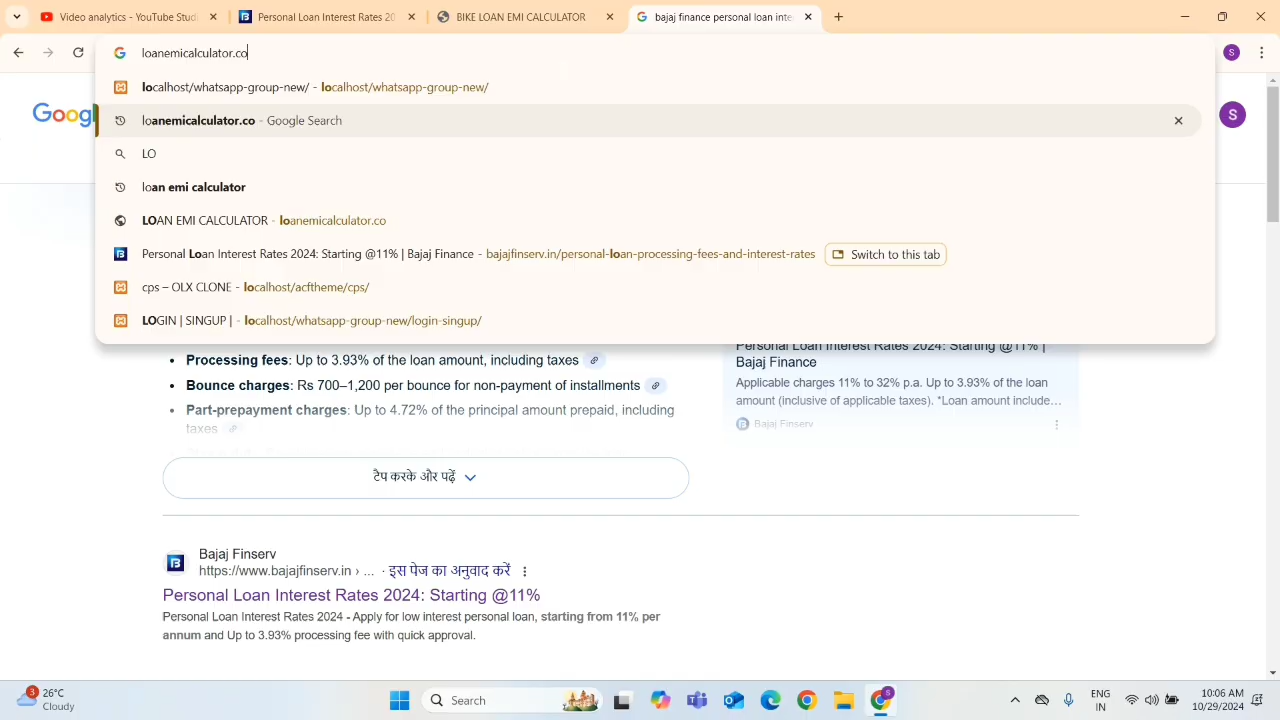 Video analytics - YouTube Studi
Personal Loan Interest Rates 20
BIKE LOAN EMI CALCULATOR
bajaj finance personal loan inte
loanemicalculator.co
S
localhost/whatsapp-group-new/ - localhost/whatsapp-group-new/
Googl
loanemicalculator.co - Google Search
S
LO
loan emi calculator
LOAN EMI CALCULATOR - loanemicalculator.co
Personal Loan Interest Rates 2024: Starting @11% | Bajaj Finance - bajajfinserv.in/personal-loan-processing-fees-and-interest-rates
Switch to this tab
cps – OLX CLONE - localhost/acftheme/cps/
LOGIN | SINGUP | - localhost/whatsapp-group-new/login-singup/
• Processing fees: Up to 3.93% of the loan amount, including taxes
• Bounce charges: Rs 700–1,200 per bounce for non-payment of installments
• Part-prepayment charges: Up to 4.72% of the principal amount prepaid, including
taxes
Personal Loan Interest Rates 2024: Starting @11% |
Bajaj Finance
Applicable charges 11% to 32% p.a. Up to 3.93% of the loan
amount (inclusive of applicable taxes). *Loan amount include...
Bajaj Finserv
टैप करके और पढ़ें
Bajaj Finserv
https://www.bajajfinserv.in › ... · इस पेज का अनुवाद करें
Personal Loan Interest Rates 2024: Starting @11%
Personal Loan Interest Rates 2024 - Apply for low interest personal loan, starting from 11% per
annum and Up to 3.93% processing fee with quick approval.
3
26°C
Cloudy
Search
S
ENG
IN
10:06 AM
10/29/2024